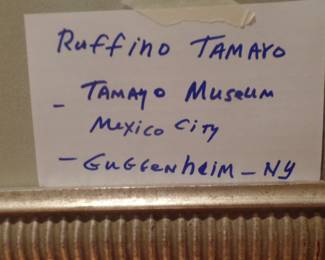 Ruffino TAMAYO
- TAMAYO Museum
Mexico City
- GUGGENHEIM - NY